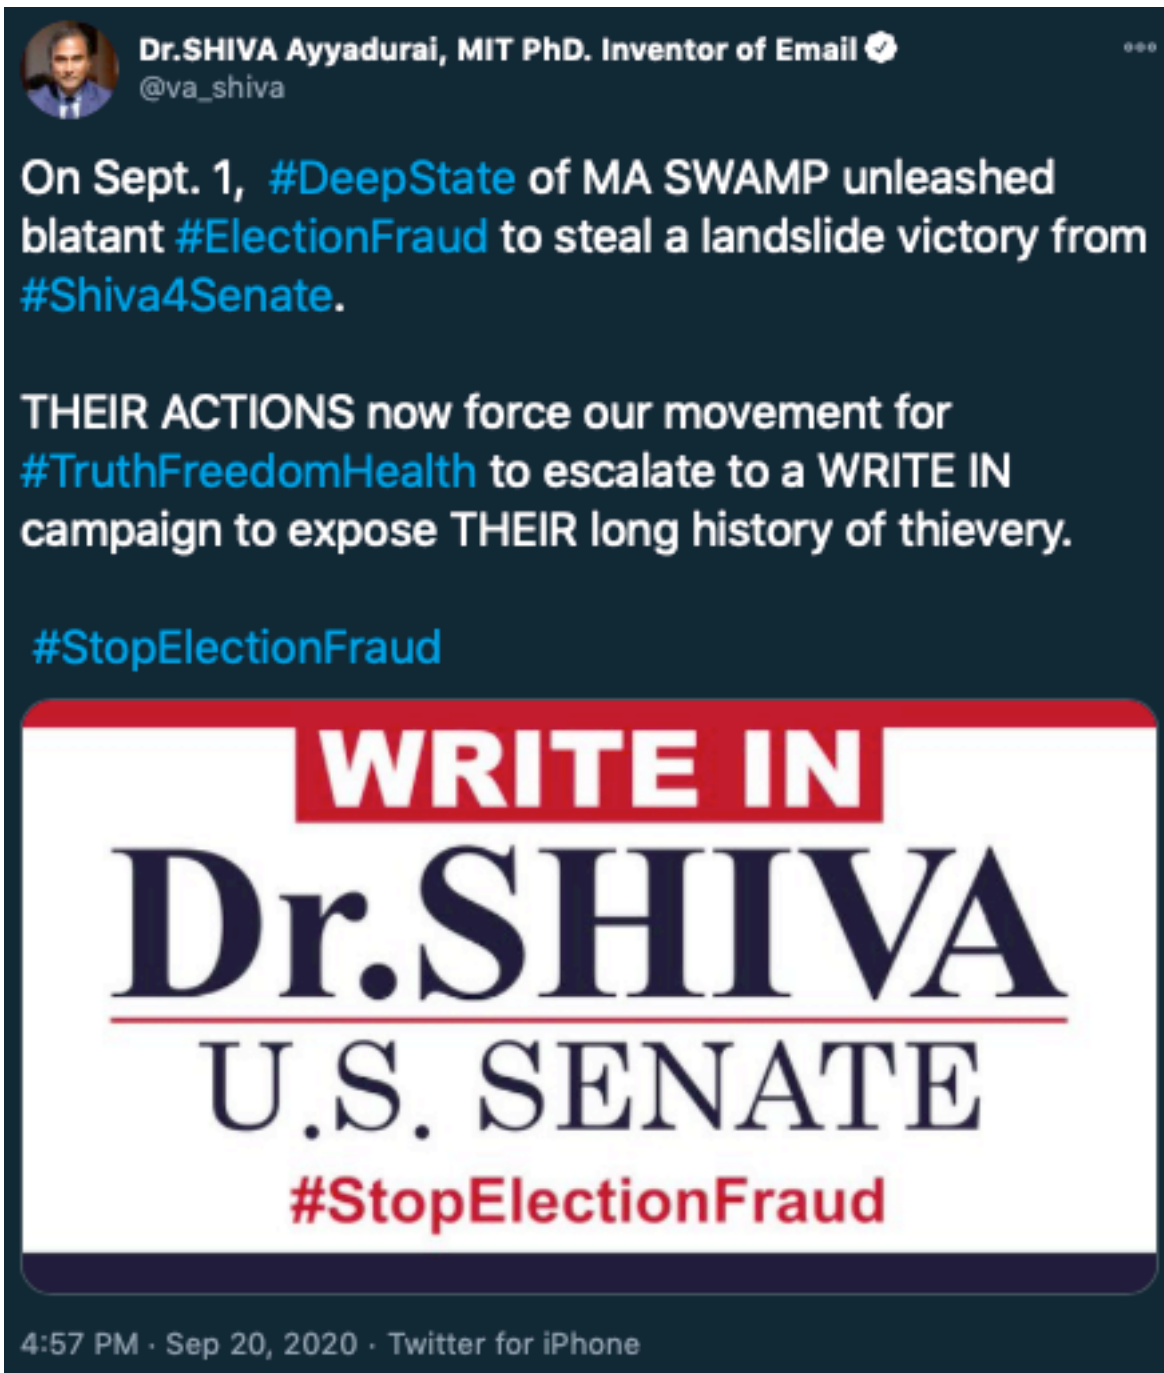 Dr.SHIVA Ayyadurai, MIT PhD. Inventor of Email
@va_shiva
On Sept. 1, #DeepState of MA SWAMP unleashed
blatant #ElectionFraud to steal a landslide victory from
#Shiva4Senate.
THEIR ACTIONS now force our movement for
#TruthFreedomHealth to escalate to a WRITE IN
campaign to expose THEIR long history of thievery.
#StopElectionFraud
WRITE IN
Dr.SHIVA
U.S. SENATE
#StopElectionFraud
4:57 PM · Sep 20, 2020 · Twitter for iPhone